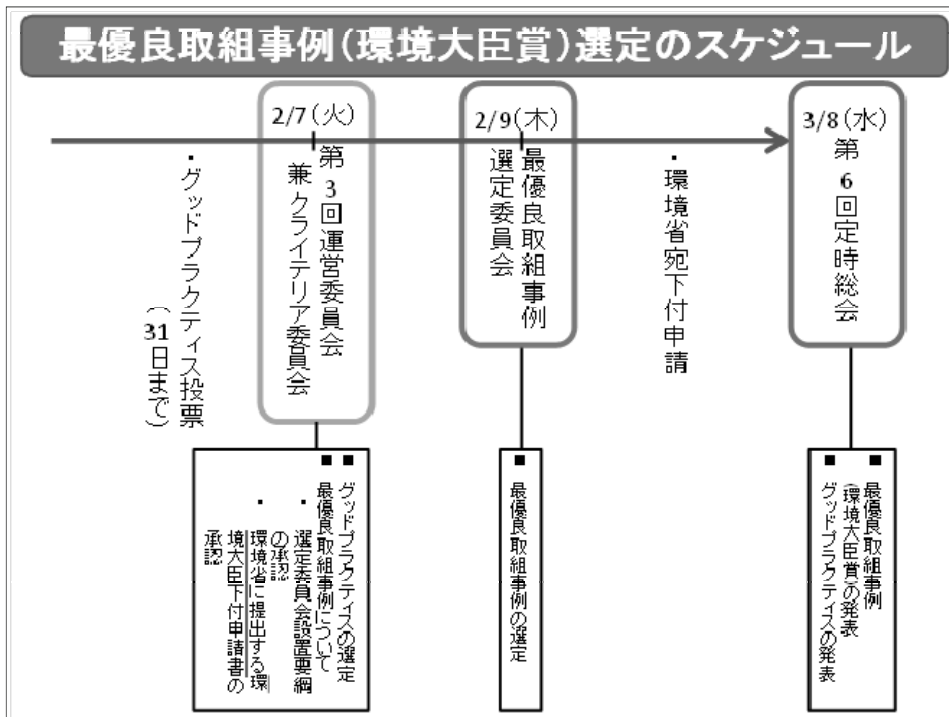 最優良取組事例(環境大臣賞)選定のスケジュール
・グッドプラクティス投票
(31日まで)
2/7(火)
第3回運営委員会
兼クライテリア委員会
■グッドプラクティスの選定
■最優良取組事例について
・選定委員会設置要綱
の承認
・環境省に提出する環
境大臣下付申請書の
承認
2/9(木)
最優良取組事例
選定委員会
■最優良取組事例の選定
・環境省宛下付申請
3/8(水)
第6回定時総会
■最優良取組事例
(環境大臣賞)の発表
■グッドプラクティスの発表